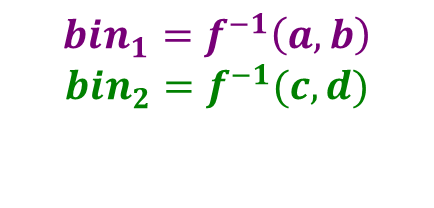 bin₁ = f⁻¹(a, b)
bin₂ = f⁻¹(c, d)